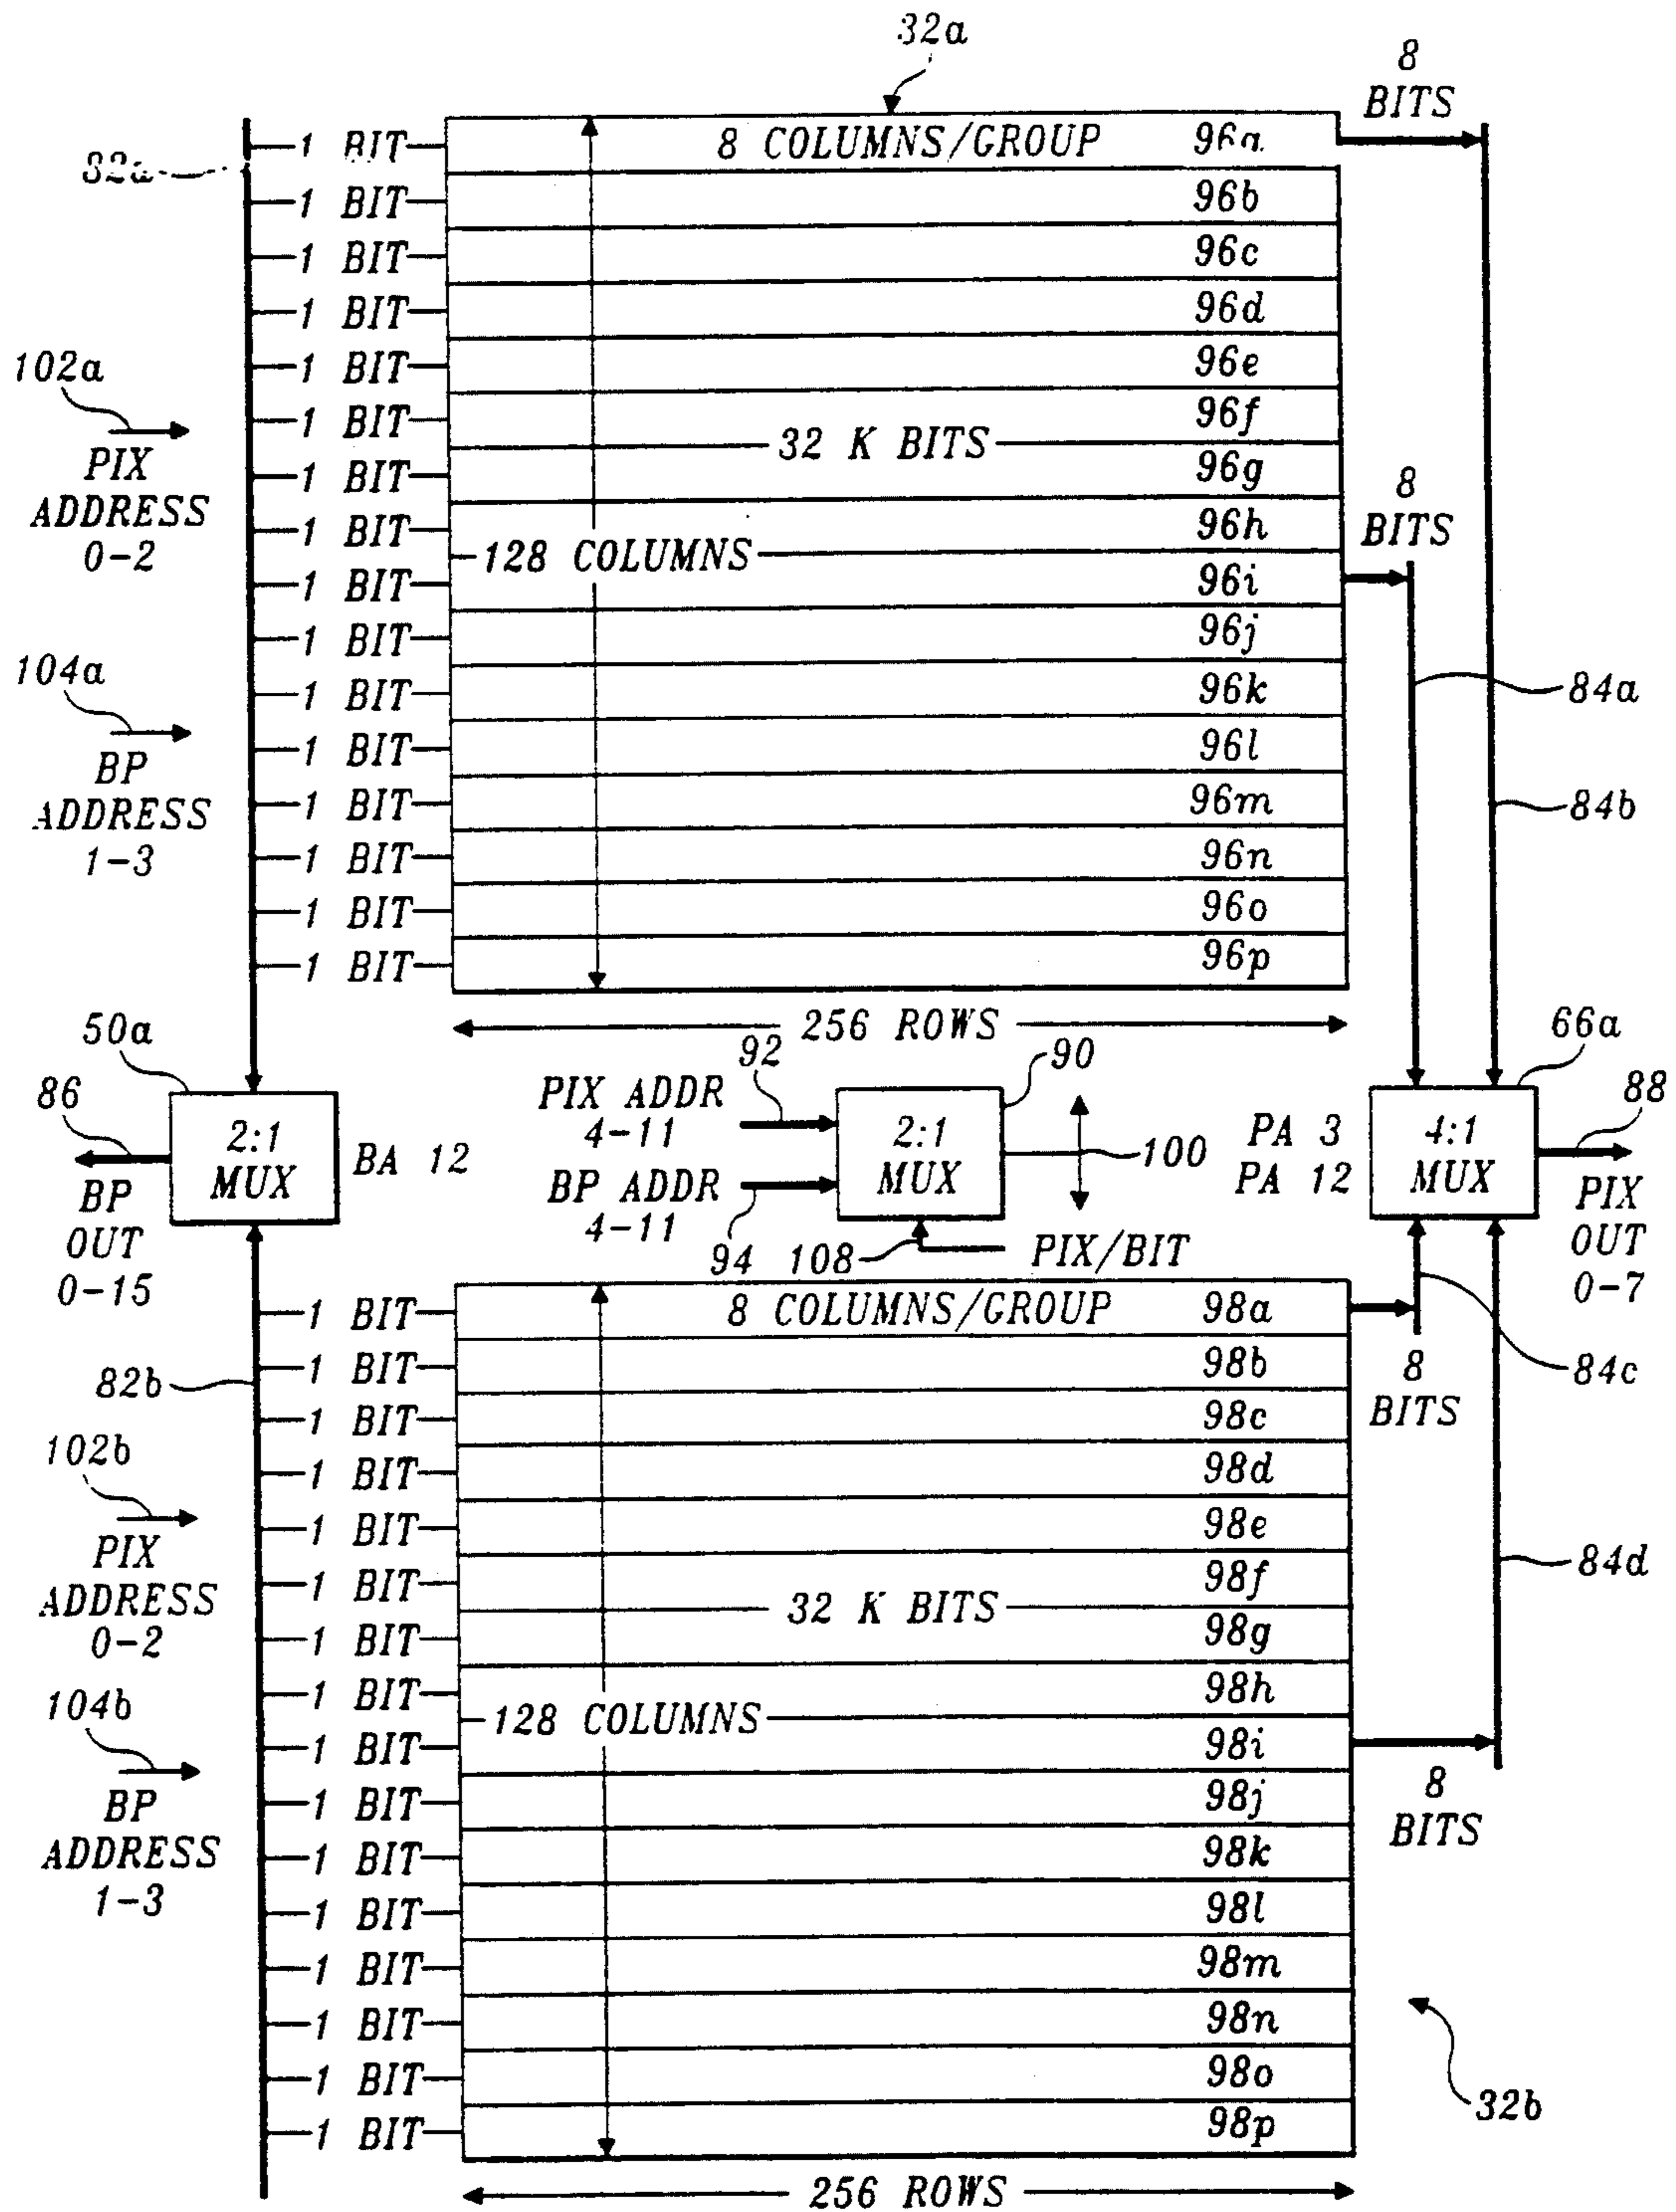 32a
8
BITS
82a
1 BIT 8 COLUMNS/GROUP 96a
1 BIT 96b
1 BIT 96c
1 BIT 96d
1 BIT 96e
102a
PIX
ADDRESS
0-2
1 BIT 96f
32 K BITS
1 BIT 96g
8
BITS
1 BIT 96h
128 COLUMNS
1 BIT 96i
1 BIT 96j
104a
BP
ADDRESS
1-3
1 BIT 96k
84a
1 BIT 96l
1 BIT 96m
84b
1 BIT 96n
1 BIT 96o
1 BIT 96p
256 ROWS
50a
86
2:1
MUX
BA 12
BP
OUT
0-15
92
PIX ADDR
4-11
BP ADDR
4-11
94
90
2:1
MUX
100
108
PIX/BIT
66a
PA 3
PA 12
4:1
MUX
88
PIX
OUT
0-7
1 BIT 8 COLUMNS/GROUP 98a
82b
1 BIT 98b
8
BITS
84c
1 BIT 98c
102b
PIX
ADDRESS
0-2
1 BIT 98d
1 BIT 98e
84d
1 BIT 98f
32 K BITS
1 BIT 98g
104b
BP
ADDRESS
1-3
1 BIT 98h
128 COLUMNS
1 BIT 98i
8
BITS
1 BIT 98j
1 BIT 98k
1 BIT 98l
1 BIT 98m
1 BIT 98n
1 BIT 98o
32b
1 BIT 98p
256 ROWS